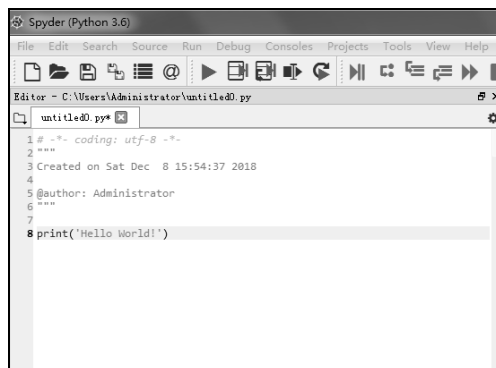 Spyder (Python 3.6)
File Edit Search Source Run Debug Consoles Projects Tools View Help
Editor - C:\Users\Administrator\untitled0.py
untitled0.py*
1 # -*- coding: utf-8 -*-
2 """
3 Created on Sat Dec  8 15:54:37 2018
4
5 @author: Administrator
6 """
7
8 print('Hello World!')